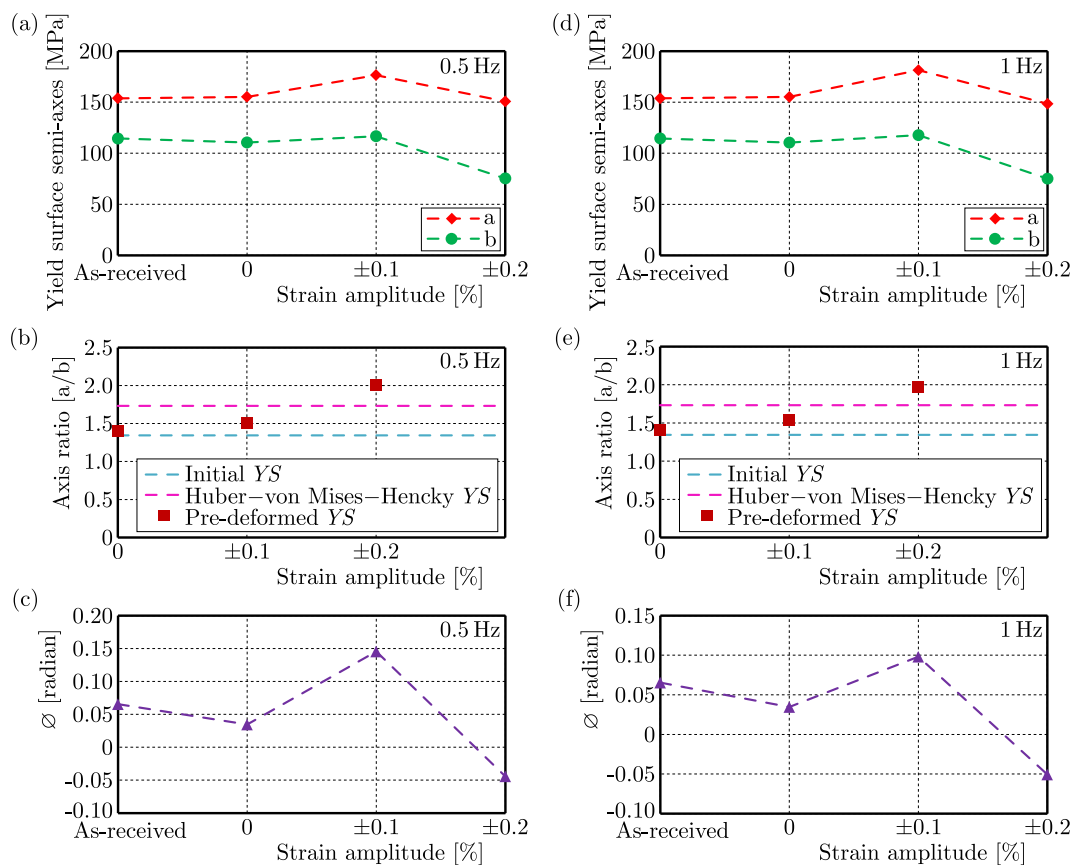 (a)
Yield surface semi-axes [MPa]
200
150
100
50
0
0.5 Hz
a
b
As-received
0
±0.1
±0.2
Strain amplitude [%]
(d)
Yield surface semi-axes [MPa]
200
150
100
50
0
1 Hz
a
b
As-received
0
±0.1
±0.2
Strain amplitude [%]
(b)
Axis ratio [a/b]
2.5
2.0
1.5
1.0
0.5
0
0.5 Hz
Initial YS
Huber−von Mises−Hencky YS
Pre-deformed YS
0
±0.1
±0.2
Strain amplitude [%]
(e)
Axis ratio [a/b]
2.5
2.0
1.5
1.0
0.5
0
1 Hz
Initial YS
Huber−von Mises−Hencky YS
Pre-deformed YS
0
±0.1
±0.2
Strain amplitude [%]
(c)
∅ [radian]
0.20
0.15
0.10
0.05
0
-0.05
-0.10
0.5 Hz
As-received
0
±0.1
±0.2
Strain amplitude [%]
(f)
∅ [radian]
0.15
0.10
0.05
0
-0.05
-0.10
1 Hz
As-received
0
±0.1
±0.2
Strain amplitude [%]